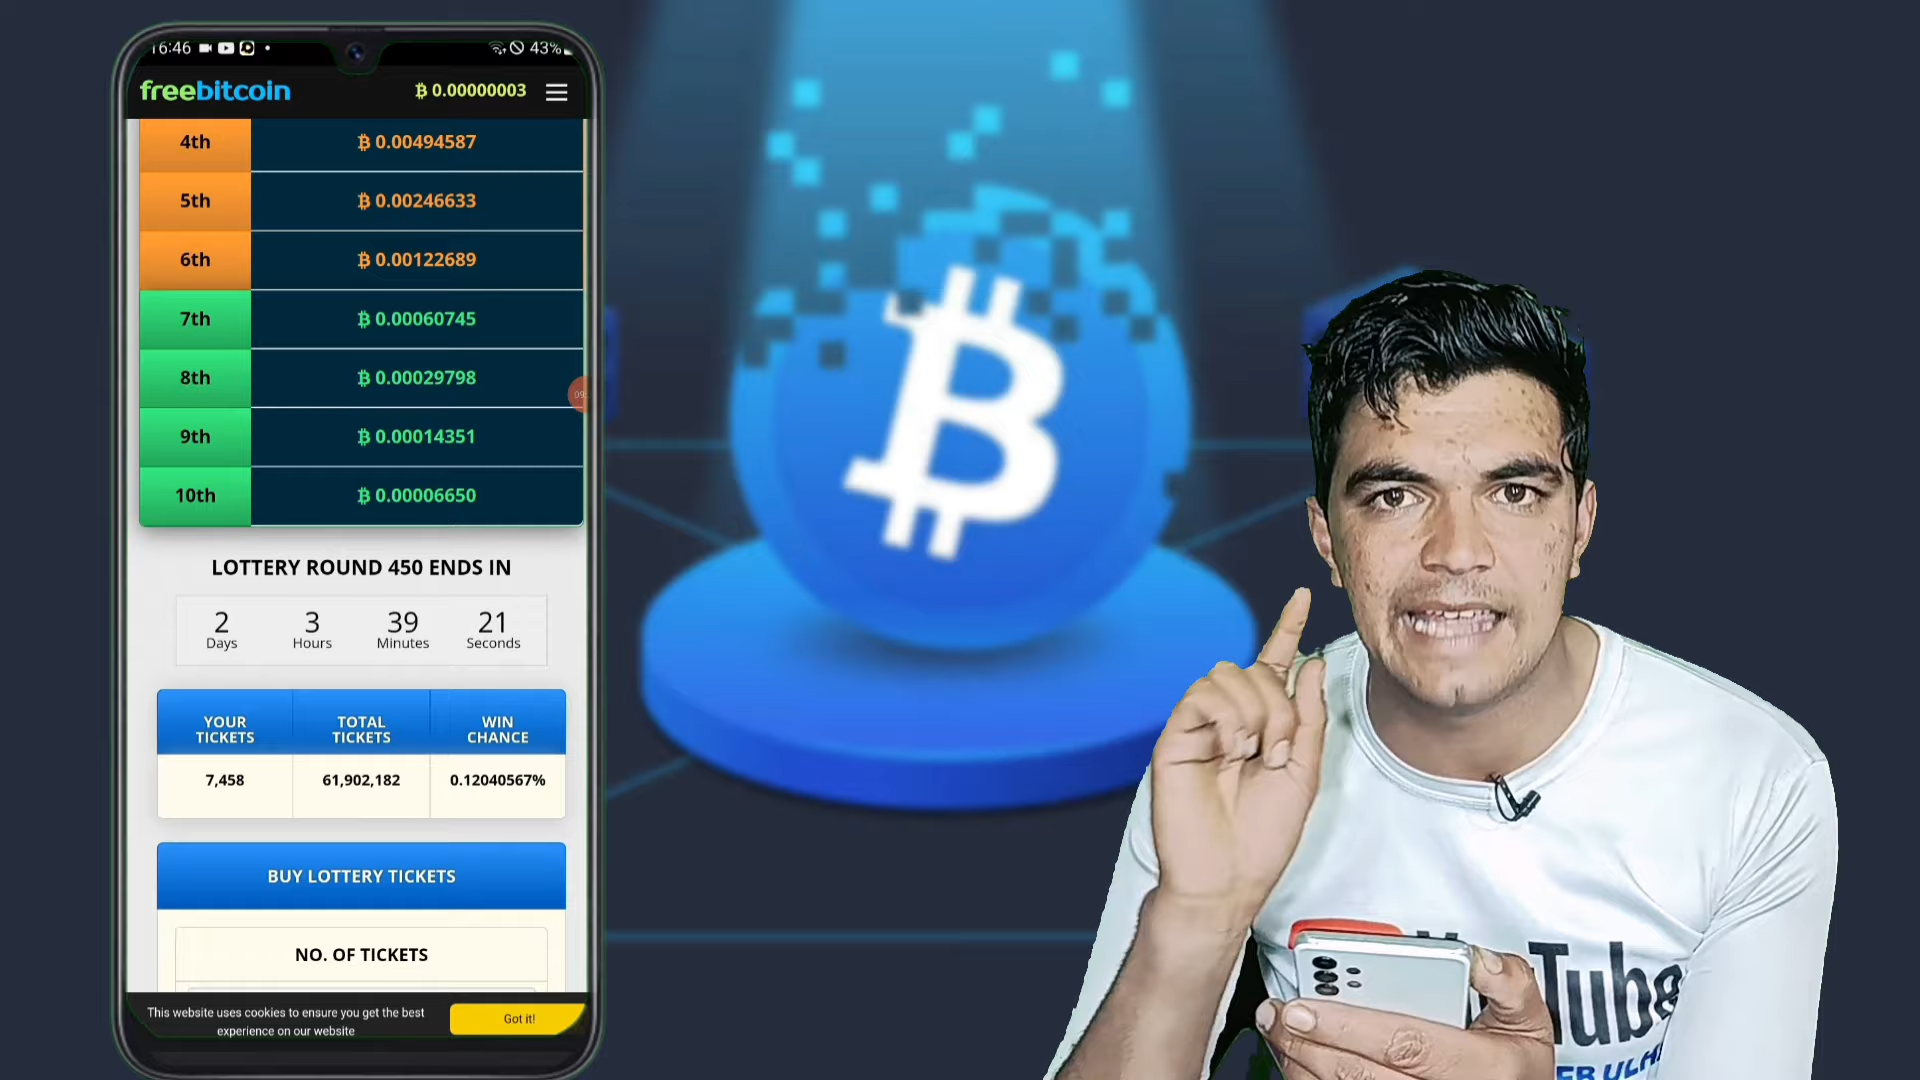 16:46
43%
freebitcoin
₿ 0.00000003
4th ₿ 0.00494587
5th ₿ 0.00246633
6th ₿ 0.00122689
7th ₿ 0.00060745
8th ₿ 0.00029798
9th ₿ 0.00014351
10th ₿ 0.00006650
LOTTERY ROUND 450 ENDS IN
2 3 39 21
Days Hours Minutes Seconds
YOUR TICKETS
TOTAL TICKETS
WIN CHANCE
7,458 61,902,182 0.12040567%
BUY LOTTERY TICKETS
NO. OF TICKETS
This website uses cookies to ensure you get the best
experience on our website
Got it!
Tube